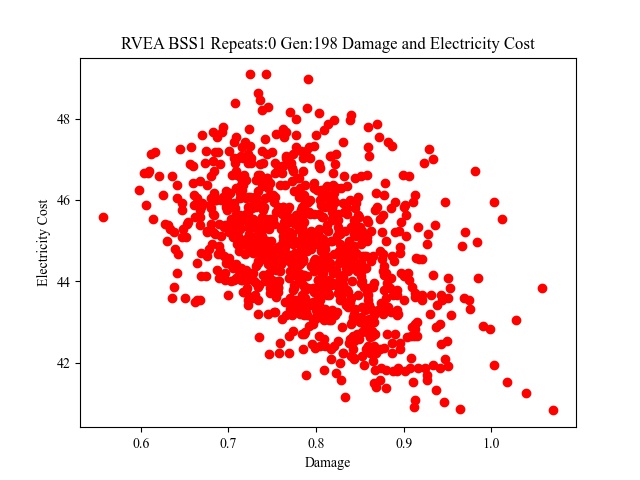 RVEA BSS1 Repeats:0 Gen:198 Damage and Electricity Cost
48
46
44
42
Electricity Cost
0.6 0.7 0.8 0.9 1.0
Damage